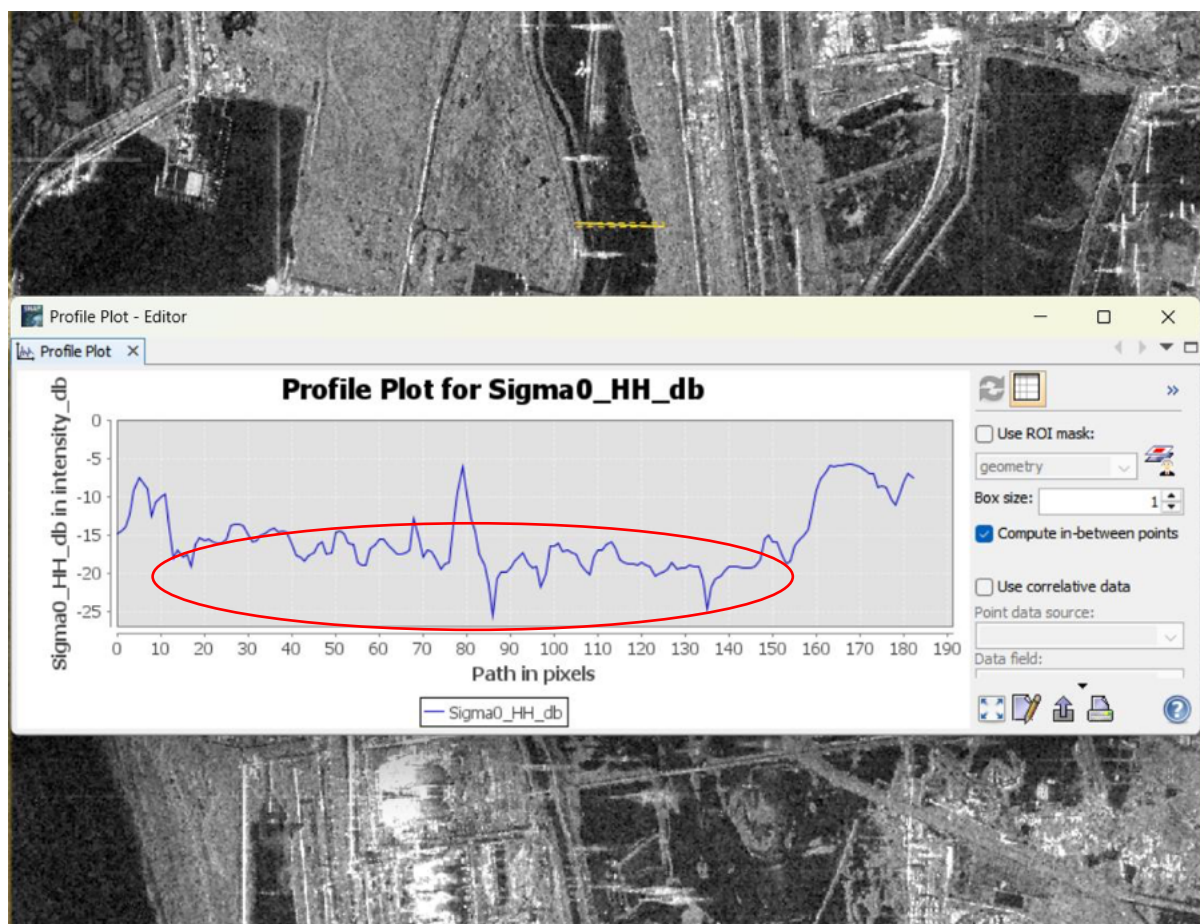 Profile Plot - Editor
Profile Plot
Profile Plot for Sigma0_HH_db
Sigma0_HH_db in intensity_db
0
-5
-10
-15
-20
-25
0 10 20 30 40 50 60 70 80 90 100 110 120 130 140 150 160 170 180 190
Path in pixels
Sigma0_HH_db
Use ROI mask:
geometry
Box size: 1
Compute in-between points
Use correlative data
Point data source:
Data field: